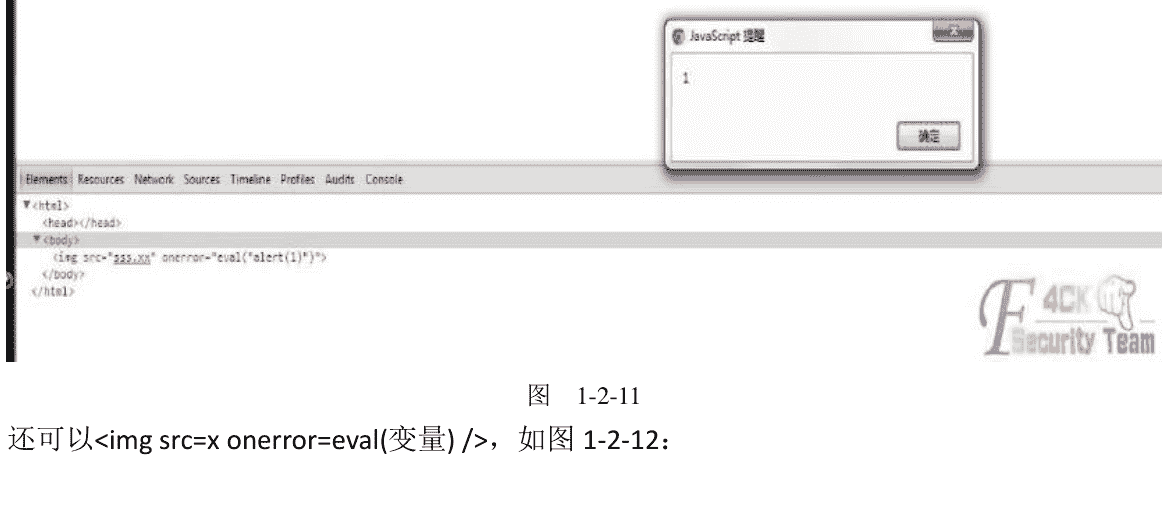 JavaScript 提醒
1
确定
Elements Resources Network Sources Timeline Profiles Audits Console
▼<html>
<head></head>
▼<body>
<img src="sss.xx" onerror="eval("alert(1)")">
</body>
</html>
F4CK
Security Team
图 1-2-11
还可以<img src=x onerror=eval(变量) />，如图 1-2-12：